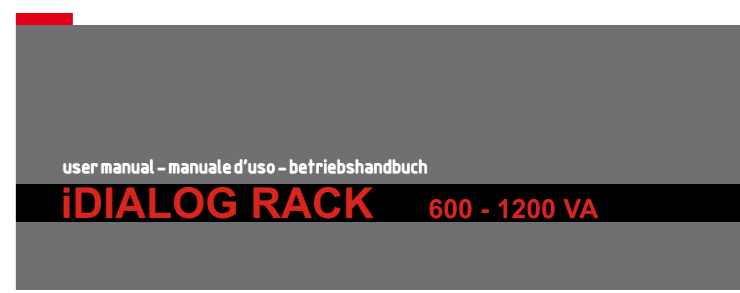 user manual – manuale d'uso – betriebshandbuch
iDIALOG RACK 600 - 1200 VA